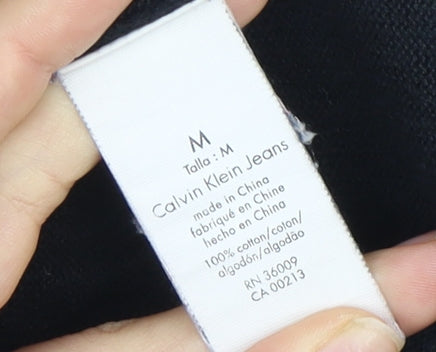 M
Talla : M
Calvin Klein Jeans
made in China
fabriqué en Chine
hecho en China
100% cotton/coton/
algodón/algodão
RN 36009
CA 00213